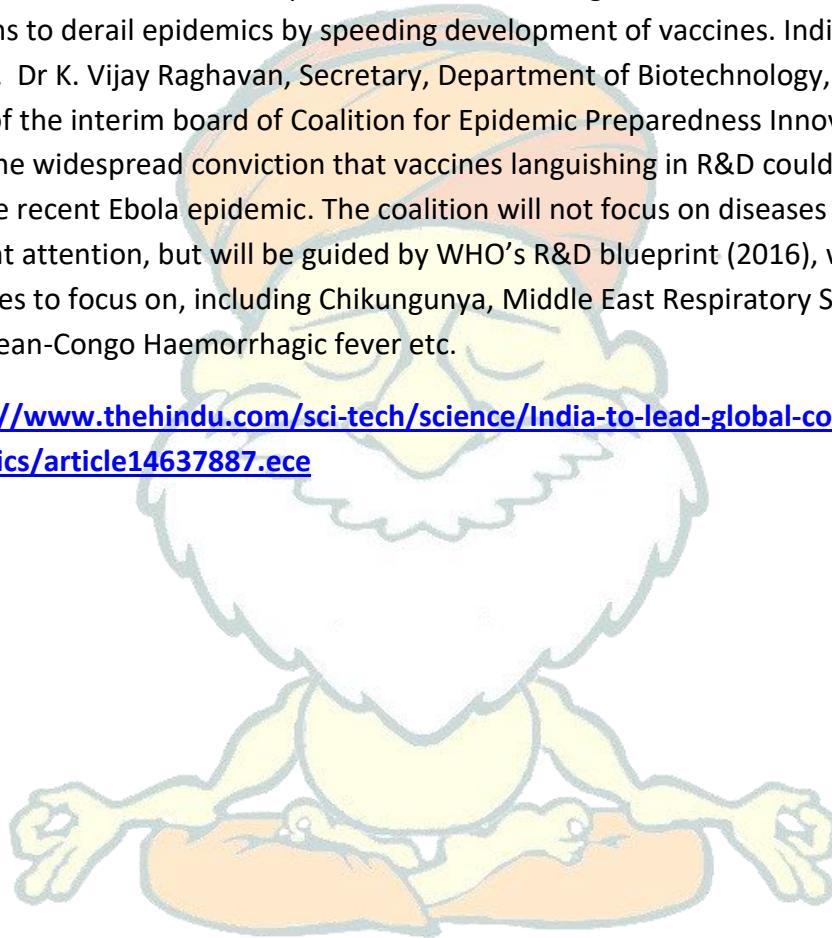 ns to derail epidemics by speeding development of vaccines. Indi
. Dr K. Vijay Raghavan, Secretary, Department of Biotechnology,
of the interim board of Coalition for Epidemic Preparedness Innov
he widespread conviction that vaccines languishing in R&D could
e recent Ebola epidemic. The coalition will not focus on diseases
nt attention, but will be guided by WHO’s R&D blueprint (2016), v
es to focus on, including Chikungunya, Middle East Respiratory S
ean-Congo Haemorrhagic fever etc.
//www.thehindu.com/sci-tech/science/India-to-lead-global-co
ics/article14637887.ece